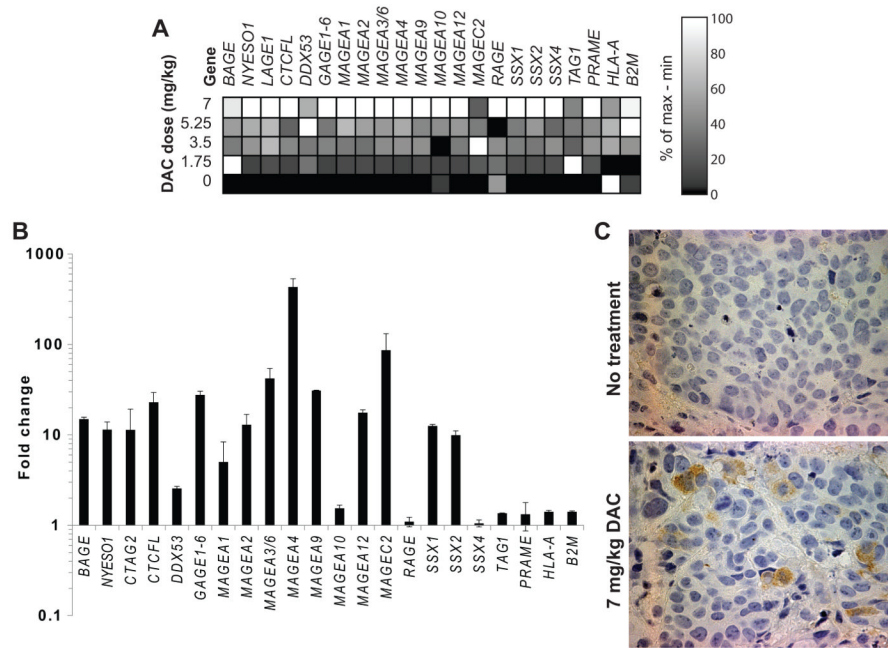 A
Gene
BAGE
NYESO1
LAGE1
CTCFL
DDX53
GAGE1-6
MAGEA1
MAGEA2
MAGEA3/6
MAGEA4
MAGEA9
MAGEA10
MAGEA12
MAGEC2
RAGE
SSX1
SSX2
SSX4
TAG1
PRAME
HLA-A
B2M
DAC dose (mg/kg)
7
5.25
3.5
1.75
0
100
80
60
40
20
0
% of max - min
B
Fold change
1000
100
10
1
0.1
BAGE
NYESO1
CTAG2
CTCFL
DDX53
GAGE1-6
MAGEA1
MAGEA2
MAGEA3/6
MAGEA4
MAGEA9
MAGEA10
MAGEA12
MAGEC2
RAGE
SSX1
SSX2
SSX4
TAG1
PRAME
HLA-A
B2M
C
No treatment
7 mg/kg DAC